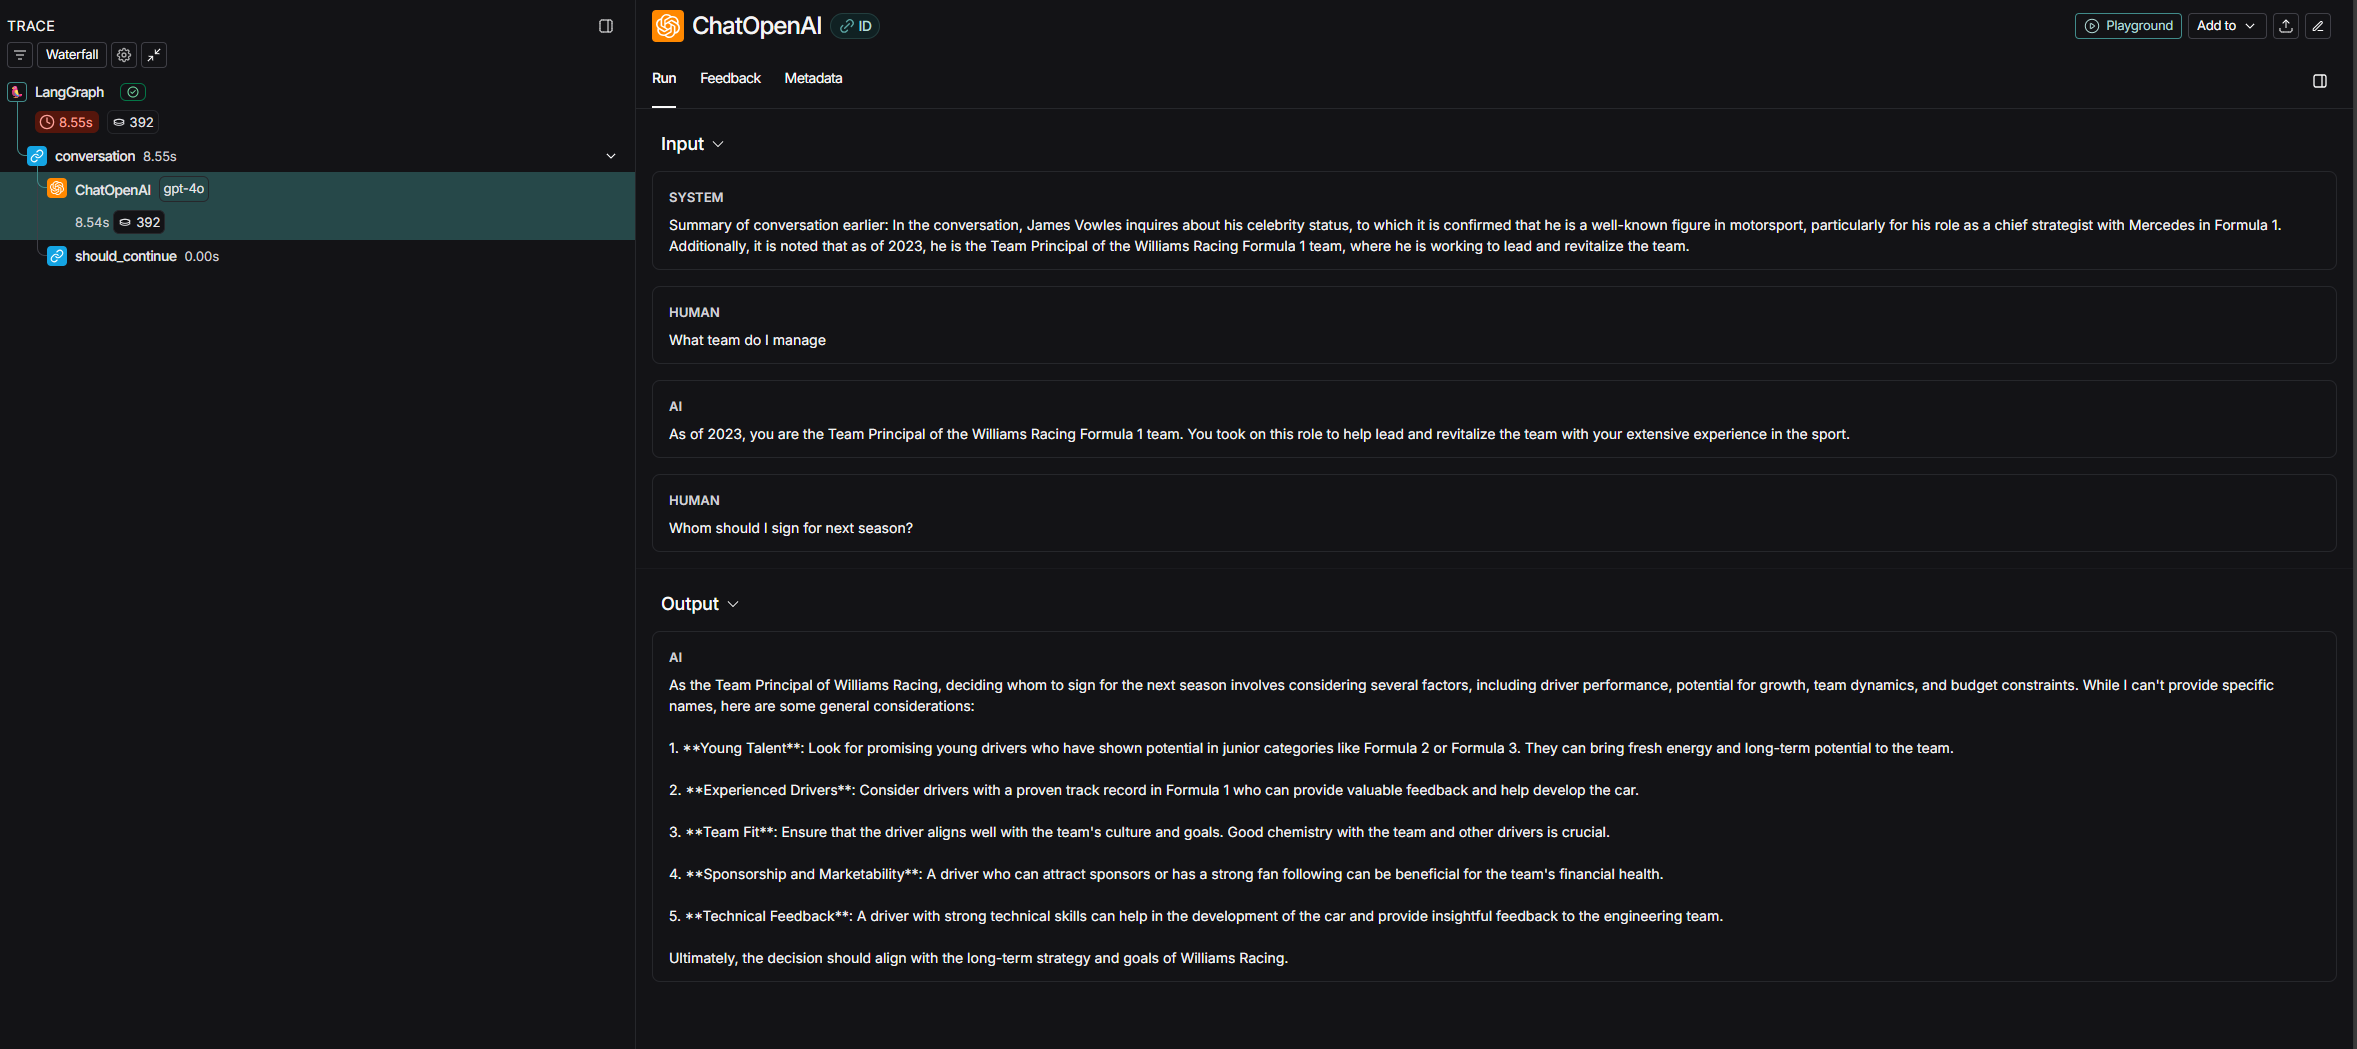 TRACE
Waterfall
LangGraph
8.55s 392
conversation 8.55s
ChatOpenAI gpt-4o
8.54s 392
should_continue 0.00s
ChatOpenAI ID
Playground Add to
Run Feedback Metadata
Input
SYSTEM
Summary of conversation earlier: In the conversation, James Vowles inquires about his celebrity status, to which it is confirmed that he is a well-known figure in motorsport, particularly for his role as a chief strategist with Mercedes in Formula 1.
Additionally, it is noted that as of 2023, he is the Team Principal of the Williams Racing Formula 1 team, where he is working to lead and revitalize the team.
HUMAN
What team do I manage
AI
As of 2023, you are the Team Principal of the Williams Racing Formula 1 team. You took on this role to help lead and revitalize the team with your extensive experience in the sport.
HUMAN
Whom should I sign for next season?
Output
AI
As the Team Principal of Williams Racing, deciding whom to sign for the next season involves considering several factors, including driver performance, potential for growth, team dynamics, and budget constraints. While I can't provide specific
names, here are some general considerations:
1. **Young Talent**: Look for promising young drivers who have shown potential in junior categories like Formula 2 or Formula 3. They can bring fresh energy and long-term potential to the team.
2. **Experienced Drivers**: Consider drivers with a proven track record in Formula 1 who can provide valuable feedback and help develop the car.
3. **Team Fit**: Ensure that the driver aligns well with the team's culture and goals. Good chemistry with the team and other drivers is crucial.
4. **Sponsorship and Marketability**: A driver who can attract sponsors or has a strong fan following can be beneficial for the team's financial health.
5. **Technical Feedback**: A driver with strong technical skills can help in the development of the car and provide insightful feedback to the engineering team.
Ultimately, the decision should align with the long-term strategy and goals of Williams Racing.